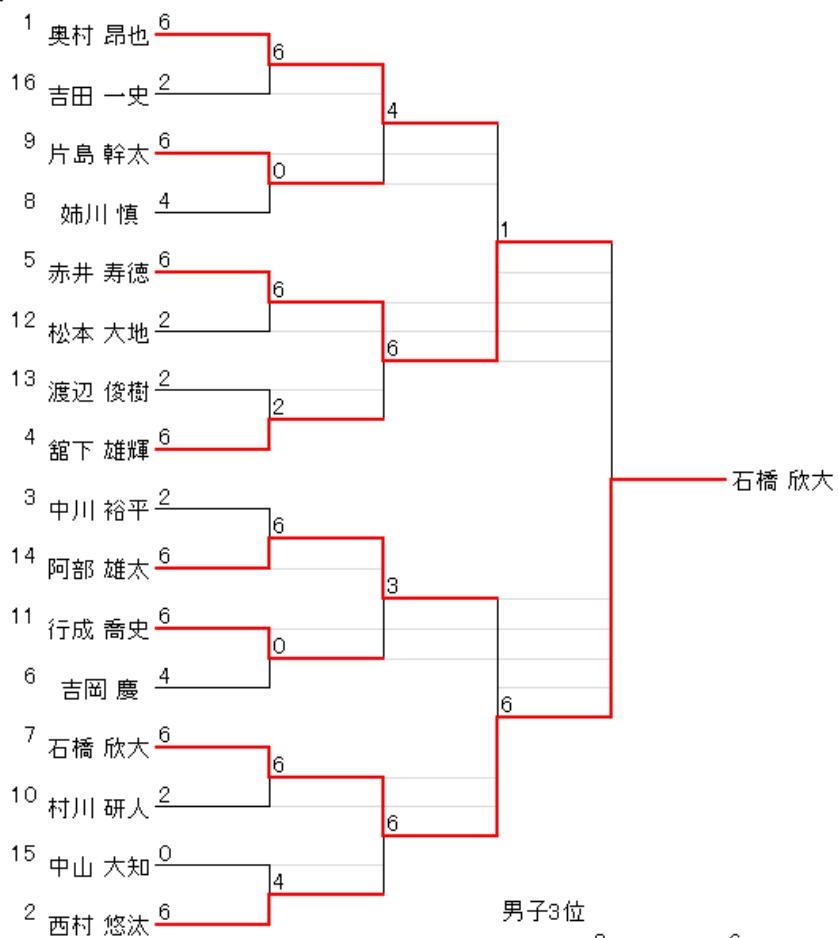 1 奥村 昂也 6
6
16 吉田 一史 2
4
9 片島 幹太 6
0
8 姉川 慎 4
1
5 赤井 寿徳 6
6
12 松本 大地 2
6
13 渡辺 俊樹 2
2
4 舘下 雄輝 6
石橋 欣大
3 中川 裕平 2
6
14 阿部 雄太 6
3
11 行成 喬史 6
0
6 吉岡 慶 4
6
7 石橋 欣大 6
6
10 村川 研人 2
6
15 中山 大知 0
4
2 西村 悠汰 6
男子3位